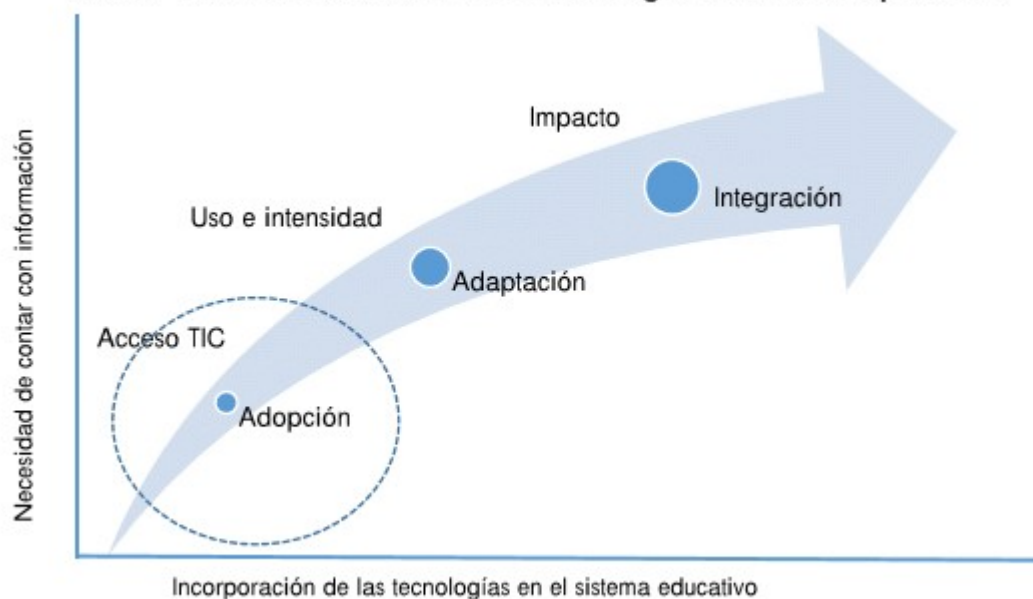 Impacto
Integración
Uso e intensidad
Adaptación
Acceso TIC
Adopción
Necesidad de contar con información
Incorporación de las tecnologías en el sistema educativo